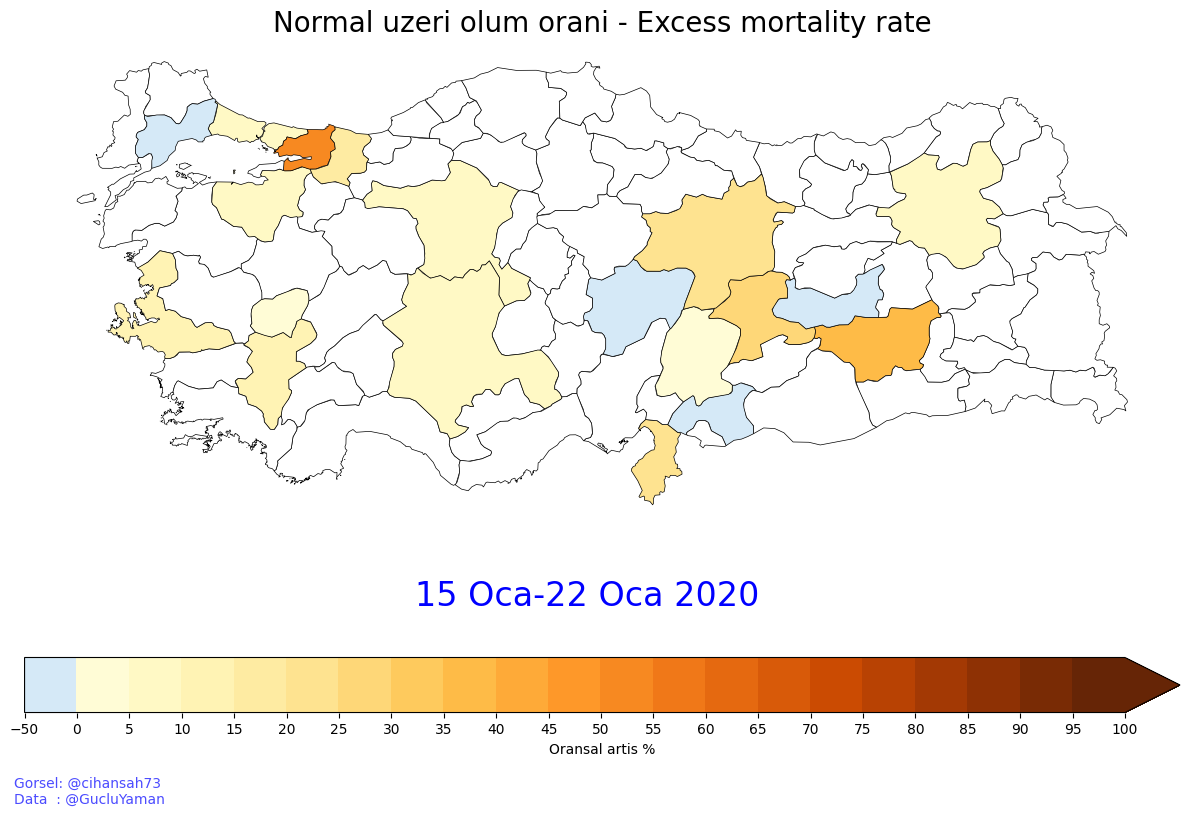 Normal uzeri olum orani - Excess mortality rate
15 Oca-22 Oca 2020
−50 0 5 10 15 20 25 30 35 40 45 50 55 60 65 70 75 80 85 90 95 100
Oransal artis %
Gorsel: @cihansah73
Data  : @GucluYaman